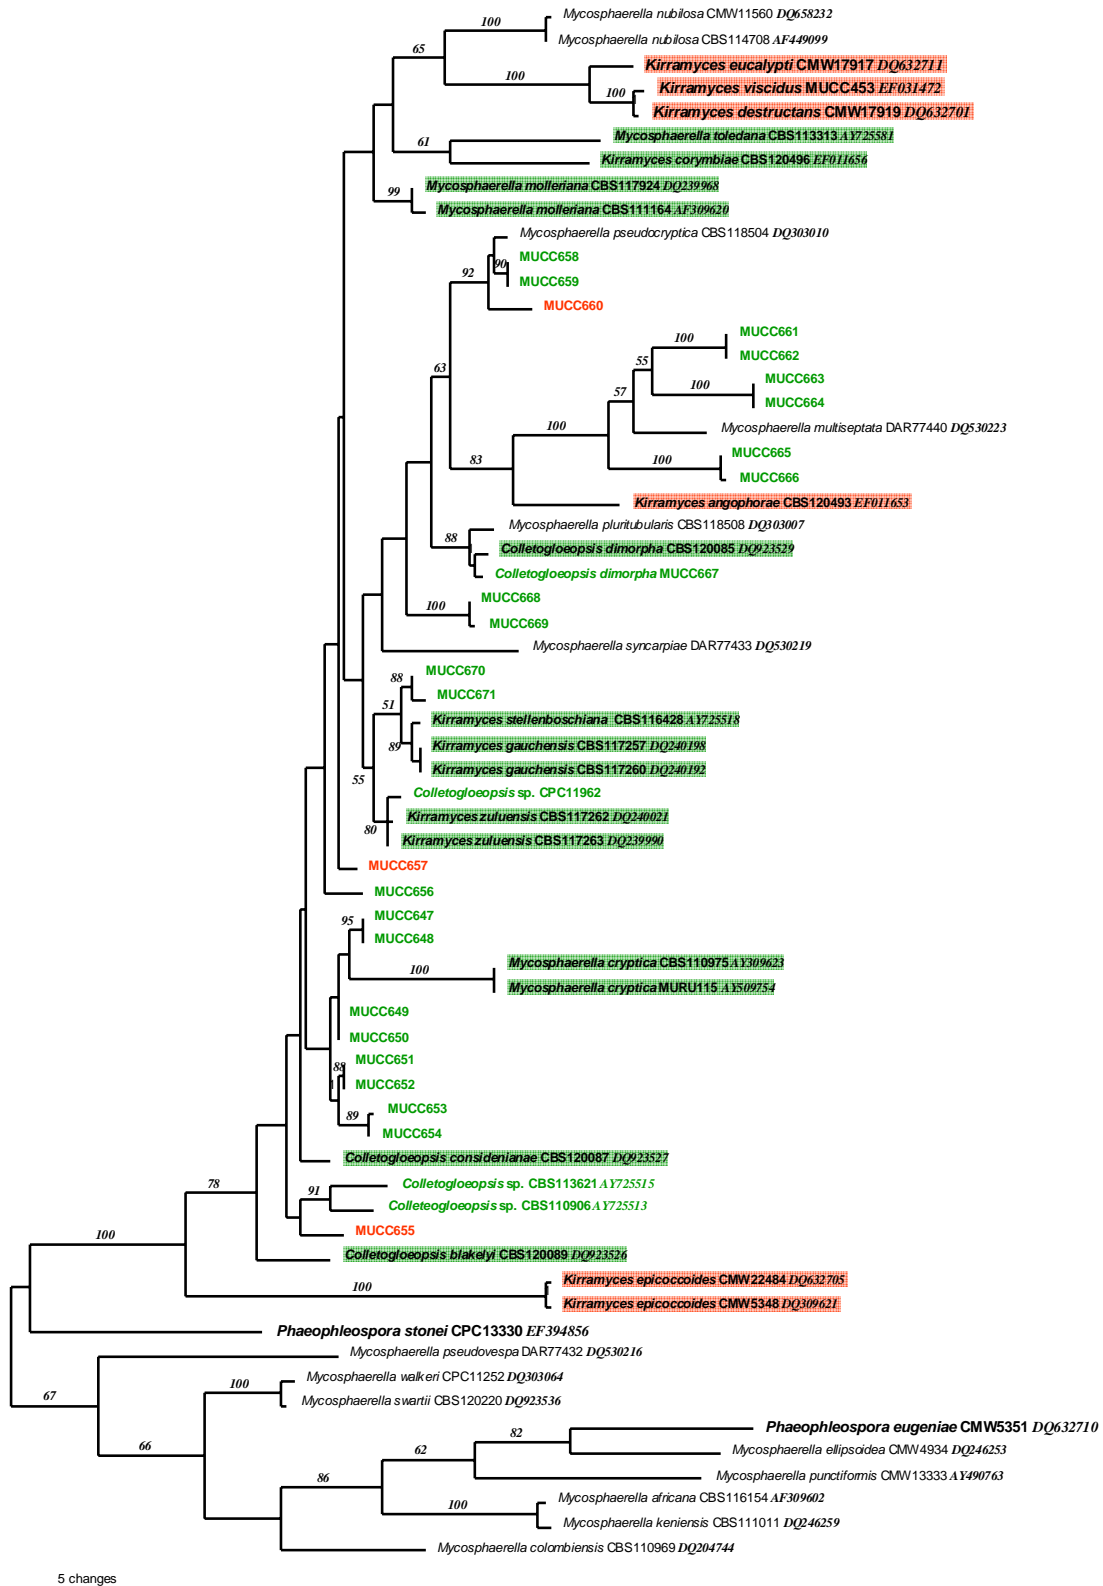 Mycosphaerella nubilosa CMW11560 DQ658232
100
Mycosphaerella nubilosa CBS114708 AF449099
65
Kirramyces eucalypti CMW17917 DQ632711
100
Kirramyces viscidus MUCC453 EF031472
100
Kirramyces destructans CMW17919 DQ632701
Mycosphaerella toledana CBS113313 AY725581
61
Kirramyces corymbiae CBS120496 EF011656
Mycosphaerella molleriana CBS117924 DQ239968
99
Mycosphaerella molleriana CBS111164 AF309620
Mycosphaerella pseudocryptica CBS118504 DQ303010
MUCC658
90
92
MUCC659
MUCC660
MUCC661
100
MUCC662
55
63
MUCC663
100
MUCC664
57
Mycosphaerella multiseptata DAR77440 DQ530223
100
MUCC665
83
100
MUCC666
Kirramyces angophorae CBS120493 EF011653
Mycosphaerella pluritubularis CBS118508 DQ303007
88
Colletogloeopsis dimorpha CBS120085 DQ923529
Colletogloeopsis dimorpha MUCC667
MUCC668
100
MUCC669
Mycosphaerella syncarpiae DAR77433 DQ530219
MUCC670
88
MUCC671
51
Kirramyces stellenboschiana CBS116428 AY725518
89
Kirramyces gauchensis CBS117257 DQ240198
Kirramyces gauchensis CBS117260 DQ240192
55
Colletogloeopsis sp. CPC11962
Kirramyces zuluensis CBS117262 DQ240021
80
Kirramyces zuluensis CBS117263 DQ239990
MUCC657
MUCC656
MUCC647
95
MUCC648
Mycosphaerella cryptica CBS110975 AY309623
100
Mycosphaerella cryptica MURU115 AY509754
MUCC649
MUCC650
MUCC651
88
MUCC652
MUCC653
89
MUCC654
Colletogloeopsis considenianae CBS120087 DQ923527
78
Colletogloeopsis sp. CBS113621 AY725515
91
Colleteogloeopsis sp. CBS110906 AY725513
MUCC655
100
Colletogloeopsis blakelyi CBS120089 DQ923526
Kirramyces epicoccoides CMW22484 DQ632705
100
Kirramyces epicoccoides CMW5348 DQ309621
Phaeophleospora stonei CPC13330 EF394856
Mycosphaerella pseudovespa DAR77432 DQ530216
Mycosphaerella walkeri CPC11252 DQ303064
100
67
Mycosphaerella swartii CBS120220 DQ923536
Phaeophleospora eugeniae CMW5351 DQ632710
82
66
62
Mycosphaerella ellipsoidea CMW4934 DQ246253
Mycosphaerella punctiformis CMW13333 AY490763
86
Mycosphaerella africana CBS116154 AF309602
100
Mycosphaerella keniensis CBS111011 DQ246259
Mycosphaerella colombiensis CBS110969 DQ204744
5 changes